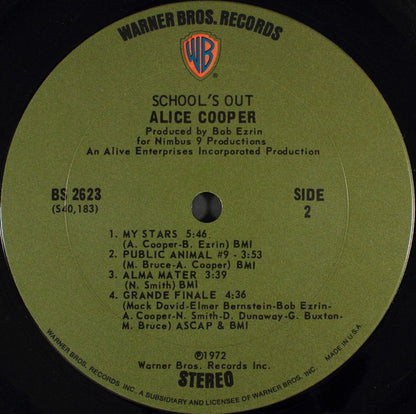 WARNER BROS. RECORDS
WB
SCHOOL'S OUT
ALICE COOPER
Produced by Bob Ezrin
for Nimbus 9 Productions
An Alive Enterprises Incorporated Production
BS 2623
(S40,183)
SIDE
2
1. MY STARS 5:46
(A. Cooper-B. Ezrin) BMI
2. PUBLIC ANIMAL #9 - 3:53
(M. Bruce-A. Cooper) BMI
3. ALMA MATER 3:39
(N. Smith) BMI
4. GRANDE FINALE 4:36
(Mack David-Elmer Bernstein-Bob Ezrin-
A. Cooper-N. Smith-D. Dunaway-G. Buxton-
M. Bruce) ASCAP & BMI
℗1972
Warner Bros. Records Inc.
STEREO
WARNER BROS. RECORDS INC. A SUBSIDIARY AND LICENSEE OF WARNER BROS. INC. MADE IN U.S.A.